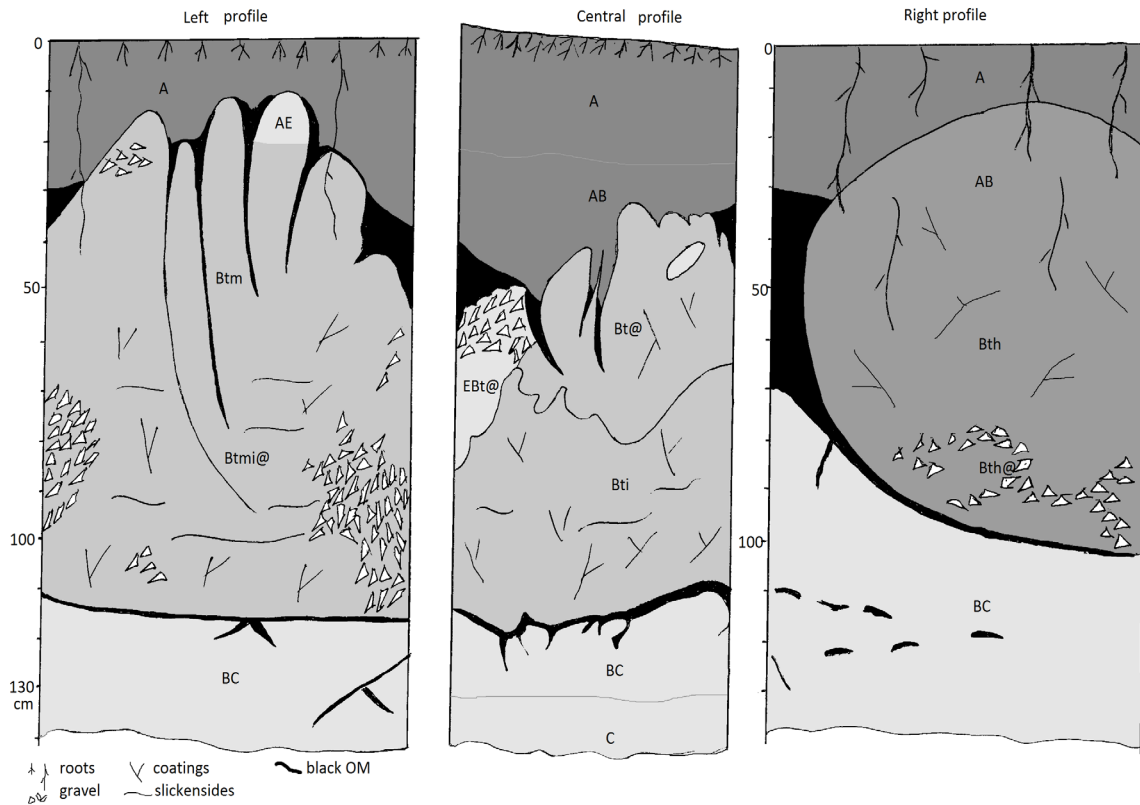 Left profile
Central profile
Right profile
0
50
100
130
cm
A
AE
Btm
Btmi@
BC
A
AB
Bt@
EBt@
Bti
BC
C
0
50
100
A
AB
Bth
Bth@
BC
roots
coatings
black OM
gravel
slickensides